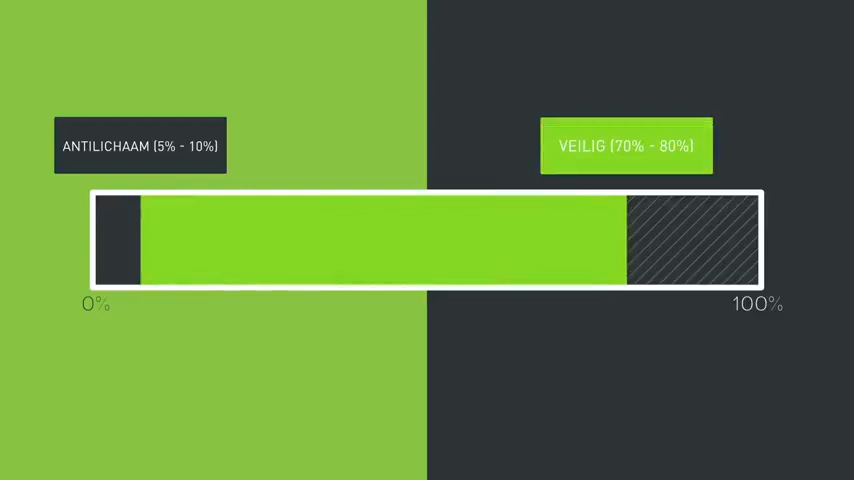 ANTILICHAAM (5% - 10%)
VEILIG (70% - 80%)
0%
100%